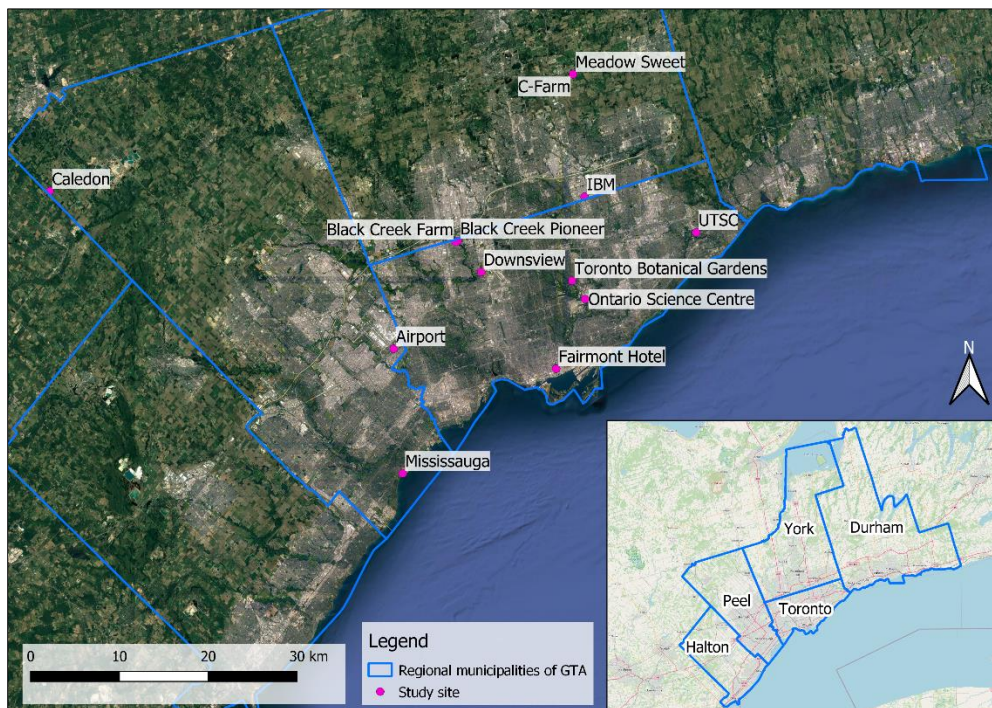 Meadow Sweet
C-Farm
Caledon
IBM
UTSC
Black Creek Farm
Black Creek Pioneer
Downsview
Toronto Botanical Gardens
Ontario Science Centre
Airport
Fairmont Hotel
N
Mississauga
York
Durham
Peel
Toronto
Halton
0 10 20 30 km
Legend
Regional municipalities of GTA
Study site